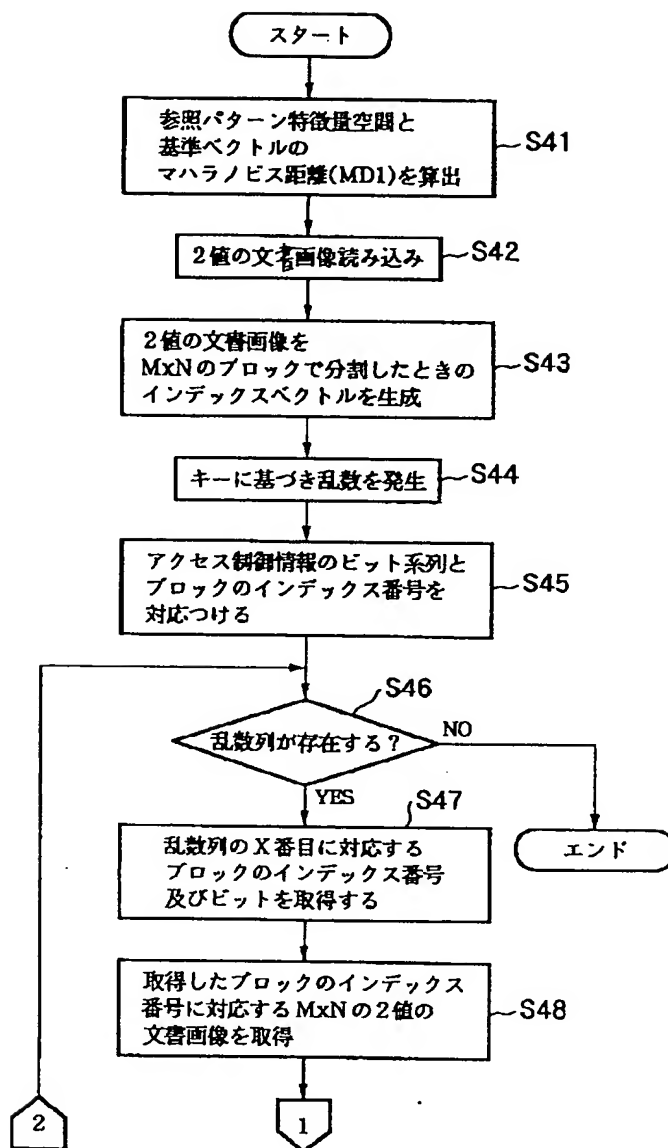 スタート
参照パターン特徴量空間と
基準ベクトルの
マハラノビス距離(MD1)を算出
S41
2値の文書画像読み込み
S42
2値の文書画像を
MxNのブロックで分割したときの
インデックスベクトルを生成
S43
キーに基づき乱数を発生
S44
アクセス制御情報のビット系列と
ブロックのインデックス番号を
対応つける
S45
S46
乱数列が存在する?
NO
YES
S47
乱数列のX番目に対応する
ブロックのインデックス番号
及びビットを取得する
エンド
取得したブロックのインデックス
番号に対応するMxNの2値の
文書画像を取得
S48
2
1